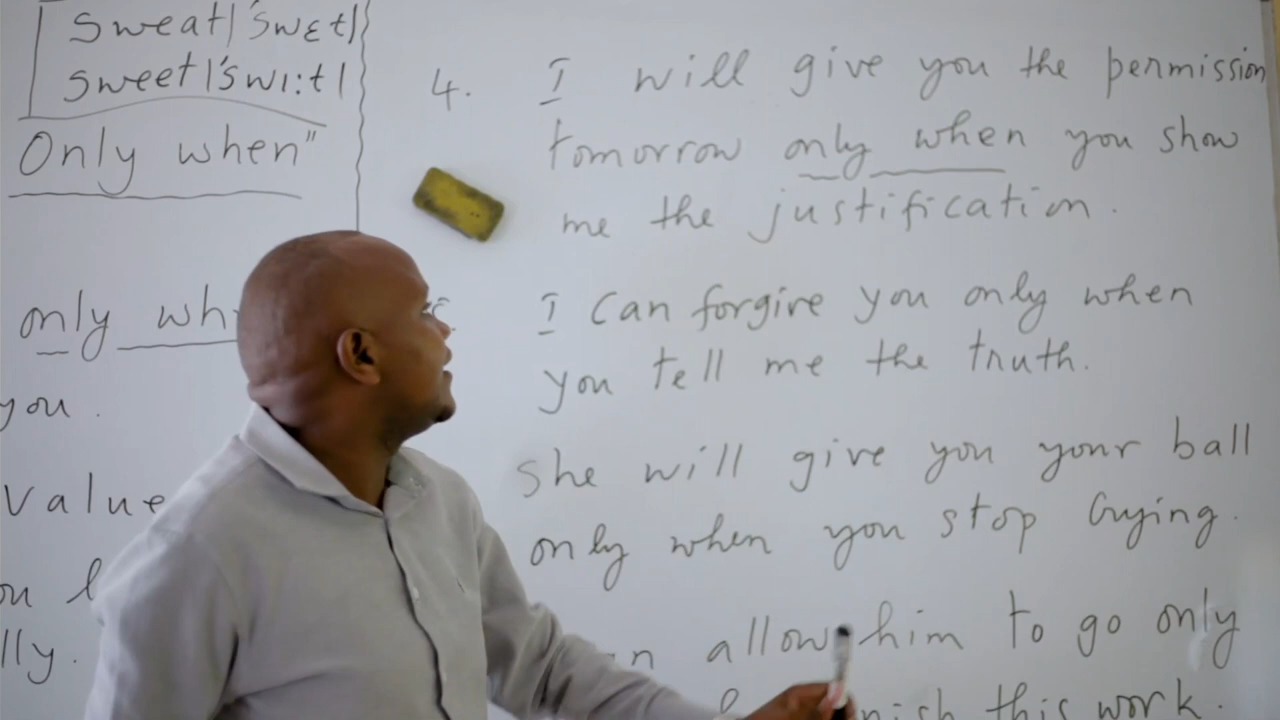 sweat/'swɛt/
sweet/'swi:t/
Only when"
only
you.
Value
lly.
4. I will give you the permission
tomorrow only when you show
me the justification.
I can forgive you only when
you tell me the truth.
She will give you your ball
only when you stop crying.
allow him to go only
this work.